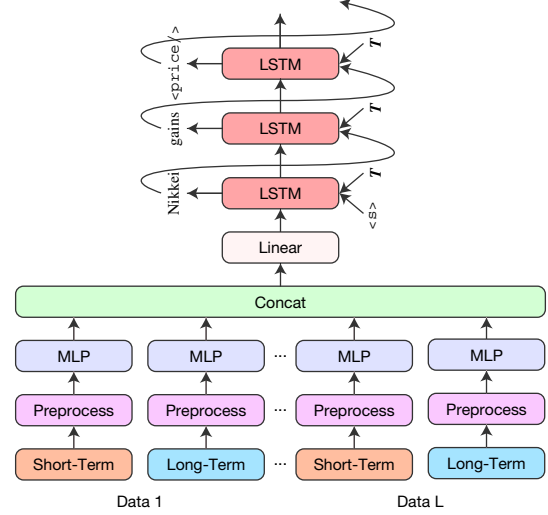 <price/>
T
LSTM
gains
T
LSTM
Nikkei
T
LSTM
<s>
Linear
Concat
MLP MLP ... MLP MLP
Preprocess Preprocess ... Preprocess Preprocess
Short-Term Long-Term ... Short-Term Long-Term
Data 1 Data L